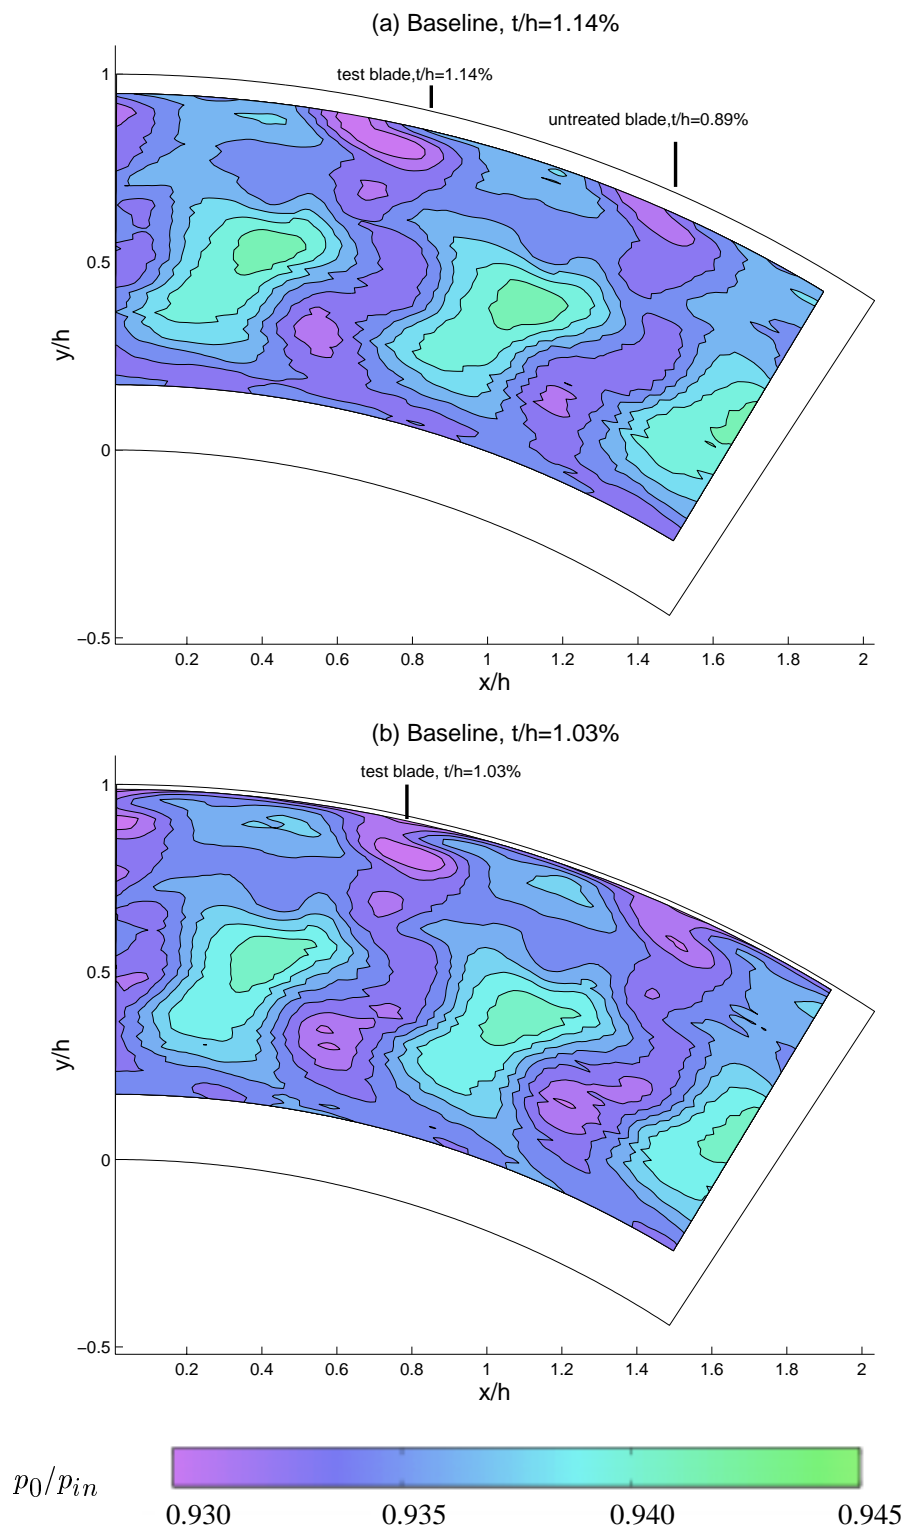 (a) Baseline, t/h=1.14%
test blade,t/h=1.14%
untreated blade,t/h=0.89%
1
0.5
0
−0.5
y/h
0.2 0.4 0.6 0.8 1 1.2 1.4 1.6 1.8 2
x/h
(b) Baseline, t/h=1.03%
test blade, t/h=1.03%
1
0.5
0
−0.5
y/h
0.2 0.4 0.6 0.8 1 1.2 1.4 1.6 1.8 2
x/h
p0/pin
0.930 0.935 0.940 0.945